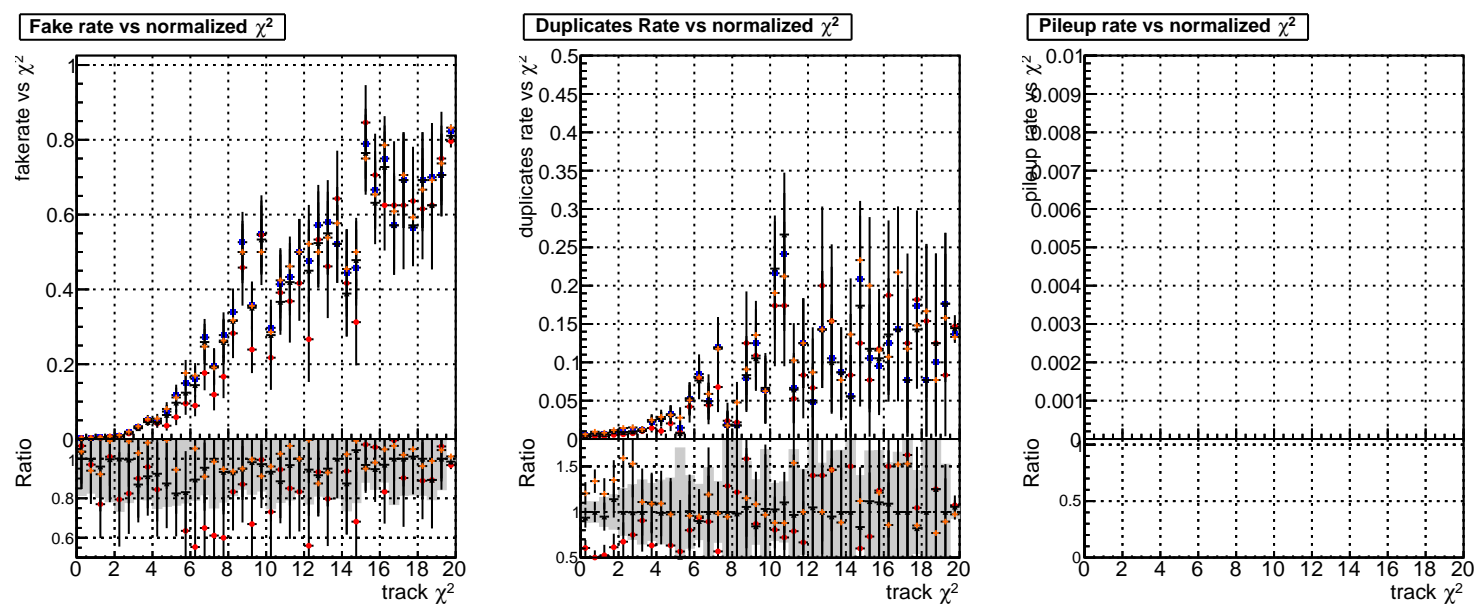 Fake rate vs normalized χ²
fakerate vs χ²
1
0.8
0.6
0.4
0.2
0
Ratio
1
0.8
0.6
0 2 4 6 8 10 12 14 16 18 20
track χ²
Duplicates Rate vs normalized χ²
duplicates rate vs χ²
0.5
0.45
0.4
0.35
0.3
0.25
0.2
0.15
0.1
0.05
0
Ratio
1.5
1
0.5
0 2 4 6 8 10 12 14 16 18 20
track χ²
Pileup rate vs normalized χ²
pileup rate vs χ²
0.01
0.009
0.008
0.007
0.006
0.005
0.004
0.003
0.002
0.001
0
Ratio
1
0.5
0
0 2 4 6 8 10 12 14 16 18 20
track χ²